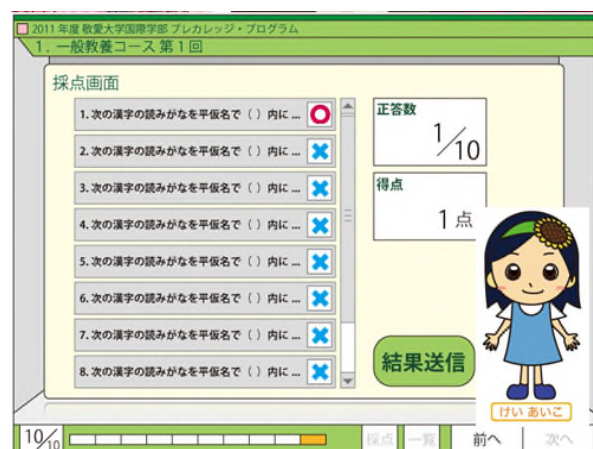 2011 年度 敬愛大学国際学部 プレカレッジ・プログラム
1. 一般教養コース 第1回
採点画面
1. 次の漢字の読みがなを平仮名で（ ）内に ...
2. 次の漢字の読みがなを平仮名で（ ）内に ...
3. 次の漢字の読みがなを平仮名で（ ）内に ...
4. 次の漢字の読みがなを平仮名で（ ）内に ...
5. 次の漢字の読みがなを平仮名で（ ）内に ...
6. 次の漢字の読みがなを平仮名で（ ）内に ...
7. 次の漢字の読みがなを平仮名で（ ）内に ...
8. 次の漢字の読みがなを平仮名で（ ）内に ...
正答数
1/10
得点
1 点
結果送信
けい あいこ
10/10
採点 一覧 前へ 次へ